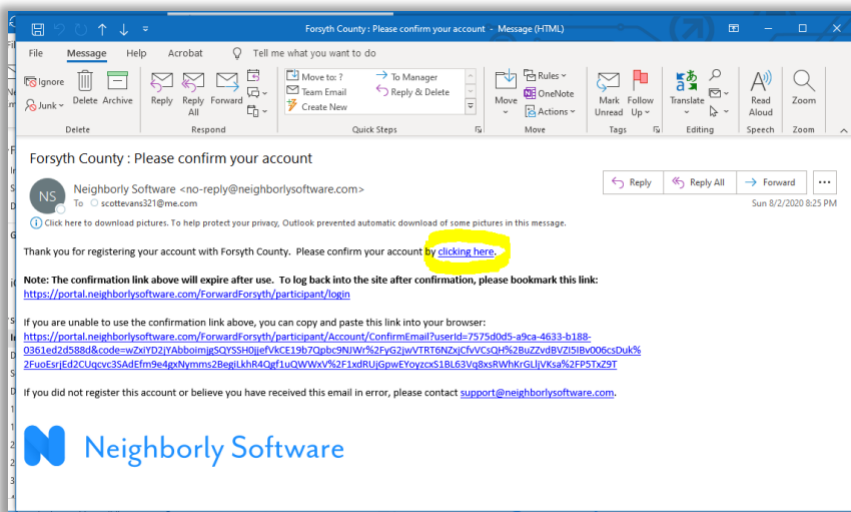 Forsyth County : Please confirm your account - Message (HTML)
File Message Help Acrobat Tell me what you want to do
Ignore
Junk
Delete
Archive
Reply
Reply All
Forward
Move to: ?
Team Email
Create New
To Manager
Reply & Delete
Move
Rules
OneNote
Actions
Mark Unread
Follow Up
Translate
Read Aloud
Zoom
Delete Respond Quick Steps Move Tags Editing Speech Zoom
Forsyth County : Please confirm your account
NS
Neighborly Software <no-reply@neighborlysoftware.com>
To scottevans321@me.com
Reply Reply All Forward
Sun 8/2/2020 8:25 PM
Click here to download pictures. To help protect your privacy, Outlook prevented automatic download of some pictures in this message.
Thank you for registering your account with Forsyth County. Please confirm your account by clicking here.
Note: The confirmation link above will expire after use. To log back into the site after confirmation, please bookmark this link:
https://portal.neighborlysoftware.com/ForwardForsyth/participant/login
If you are unable to use the confirmation link above, you can copy and paste this link into your browser:
https://portal.neighborlysoftware.com/ForwardForsyth/participant/Account/ConfirmEmail?userId=7575d0d5-a9ca-4633-b188-
If you did not register this account or believe you have received this email in error, please contact support@neighborlysoftware.com.
Neighborly Software